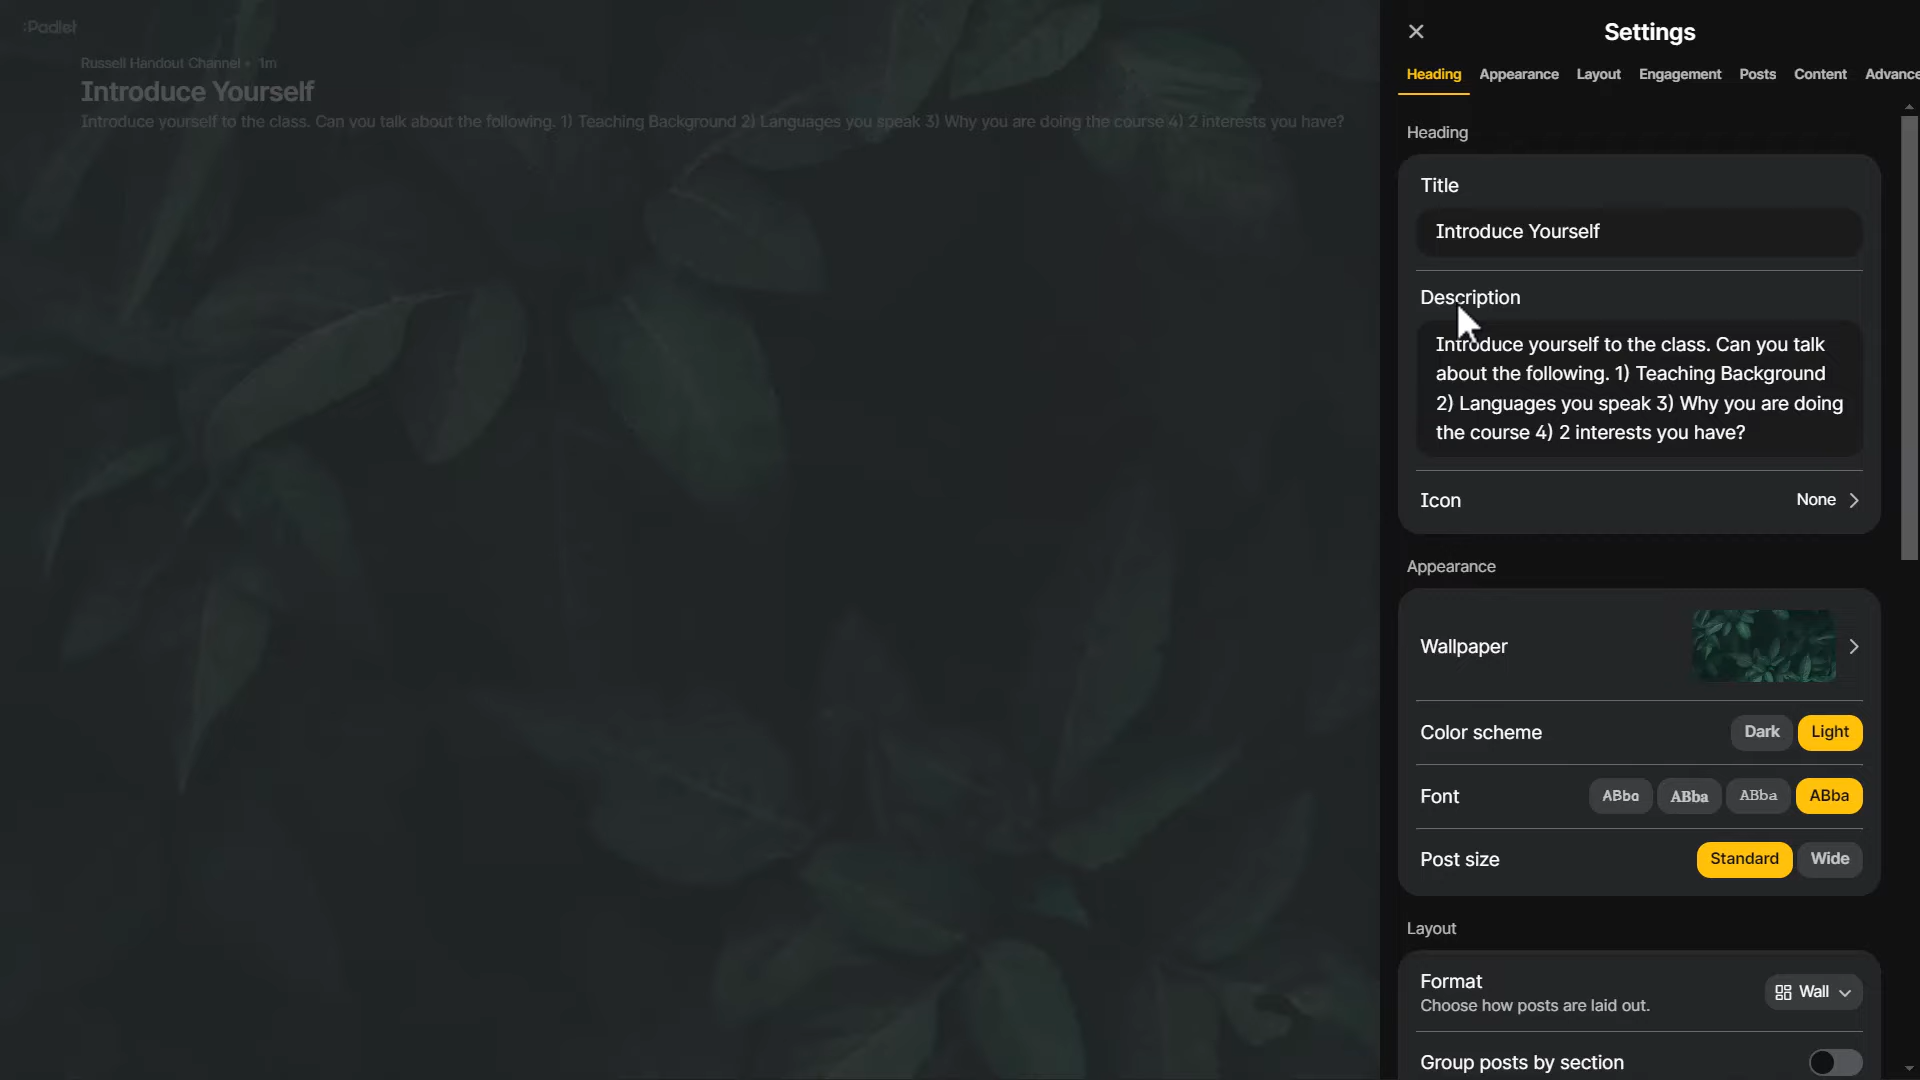 :Padlet
Russell Handout Channel • 1m
Introduce Yourself
Introduce yourself to the class. Can you talk about the following. 1) Teaching Background 2) Languages you speak 3) Why you are doing the course 4) 2 interests you have?
Settings
Heading Appearance Layout Engagement Posts Content Advance
Heading
Title
Introduce Yourself
Description
Introduce yourself to the class. Can you talk
about the following. 1) Teaching Background
2) Languages you speak 3) Why you are doing
the course 4) 2 interests you have?
Icon None
Appearance
Wallpaper
Color scheme Dark Light
Font ABba ABba ABba ABba
Post size Standard Wide
Layout
Format
Choose how posts are laid out.
Wall
Group posts by section